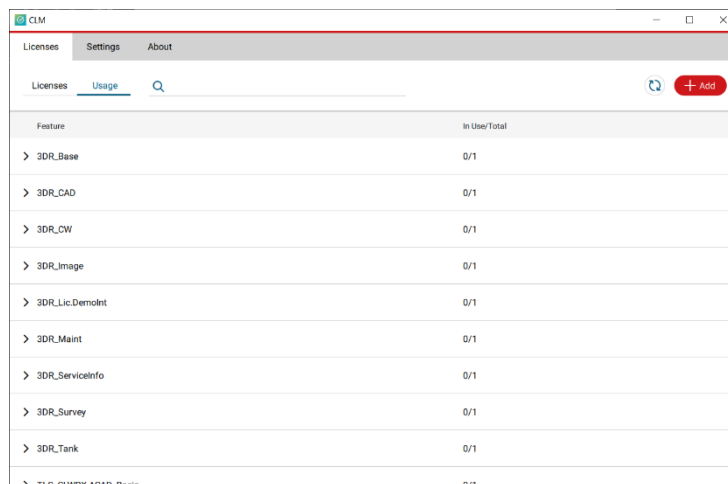 CLM
Licenses Settings About
Licenses Usage Add
Feature In Use/Total
3DR_Base 0/1
3DR_CAD 0/1
3DR_CW 0/1
3DR_Image 0/1
3DR_Lic.DemoInt 0/1
3DR_Maint 0/1
3DR_ServiceInfo 0/1
3DR_Survey 0/1
3DR_Tank 0/1